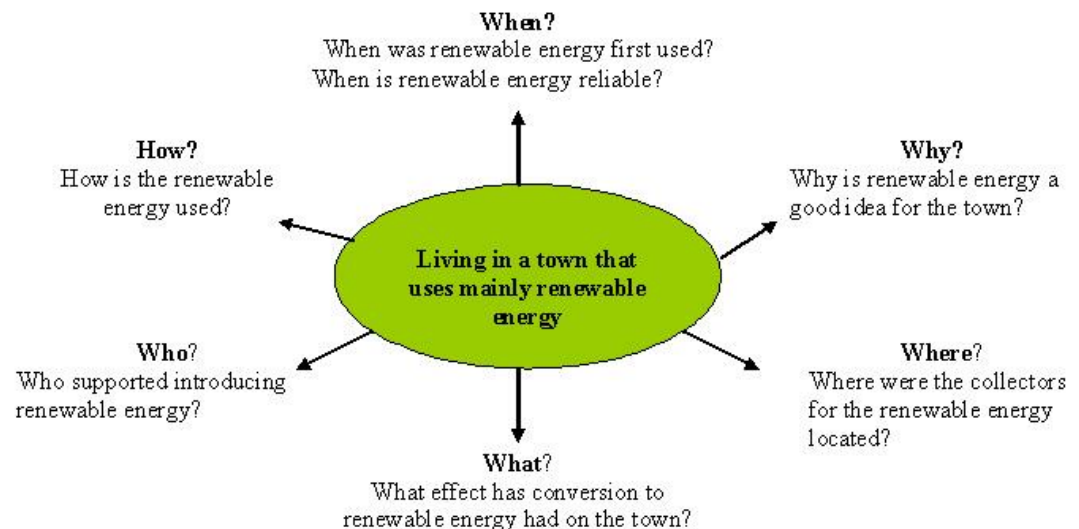 When?
When was renewable energy first used?
When is renewable energy reliable?
How?
How is the renewable
energy used?
Why?
Why is renewable energy a
good idea for the town?
Living in a town that
uses mainly renewable
energy
Who?
Who supported introducing
renewable energy?
Where?
Where were the collectors
for the renewable energy
located?
What?
What effect has conversion to
renewable energy had on the town?